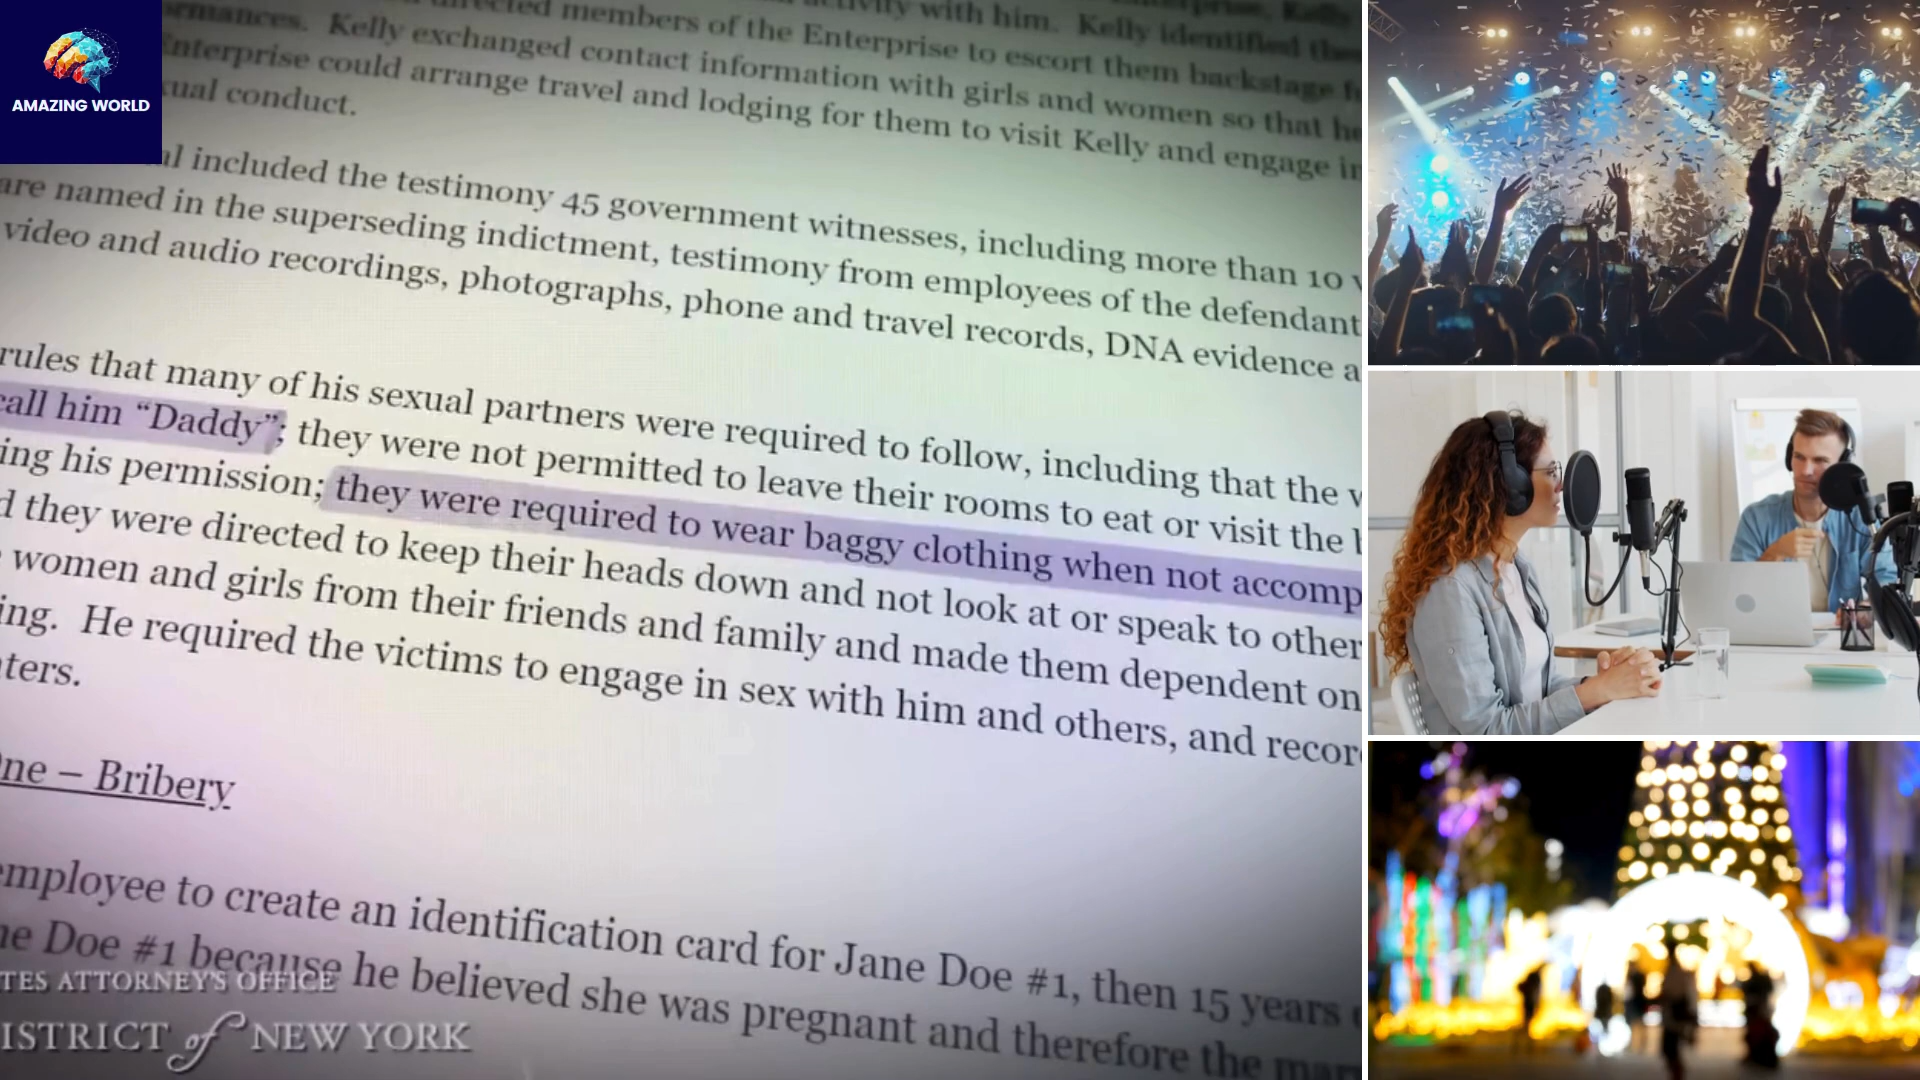 AMAZING WORLD
directed members of the Enterprise to escort them backstage
activity with him. Kelly identified
Kelly exchanged contact information with girls and women so that he
Enterprise could arrange travel and lodging for them to visit Kelly and engage in
conduct.
included the testimony 45 government witnesses, including more than 10
are named in the superseding indictment, testimony from employees of the defendant
video and audio recordings, photographs, phone and travel records, DNA evidence a
rules that many of his sexual partners were required to follow, including that the w
call him “Daddy”; they were not permitted to leave their rooms to eat or visit the
ing his permission; they were required to wear baggy clothing when not accomp
d they were directed to keep their heads down and not look at or speak to other
women and girls from their friends and family and made them dependent on
ing. He required the victims to engage in sex with him and others, and recor
ters.
ne – Bribery
employee to create an identification card for Jane Doe #1, then 15 years
ne Doe #1 because he believed she was pregnant and therefore the
TES ATTORNEY'S OFFICE
ISTRICT of NEW YORK